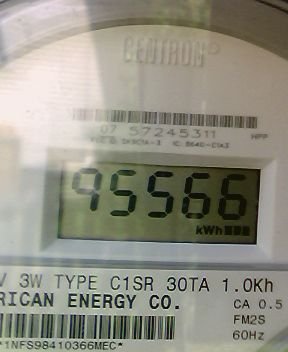 CENTRON
07 57245311 HPP
95566
kWh
V 3W TYPE C1SR 30TA 1.0Kh
RICAN ENERGY CO. CA 0.5
FM2S
60Hz
*1NFS98410366MEC*